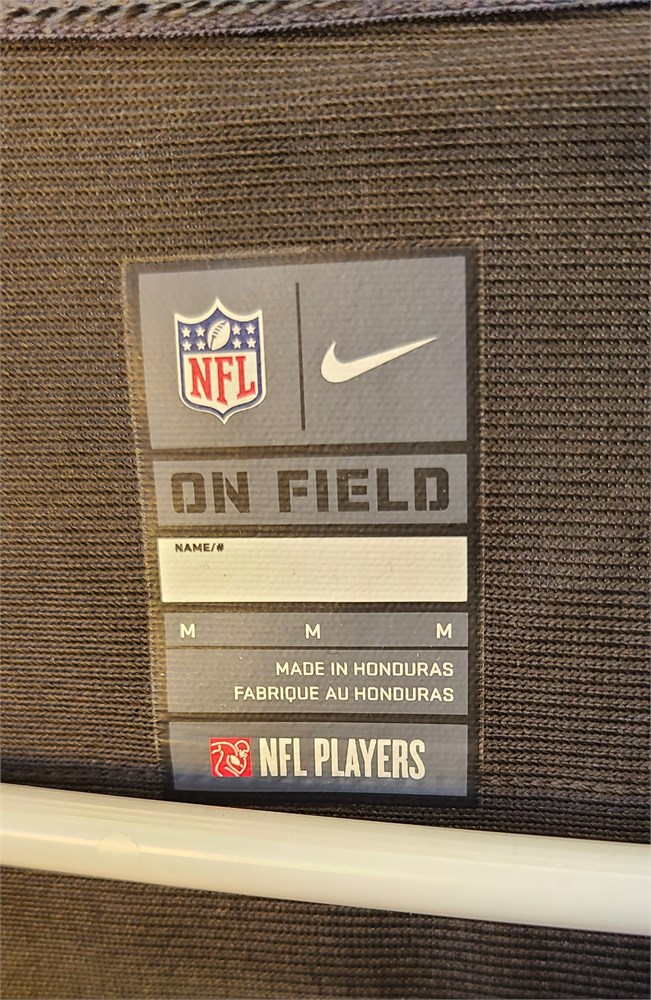 NFL
ON FIELD
NAME/#
M M M
MADE IN HONDURAS
FABRIQUE AU HONDURAS
NFL PLAYERS